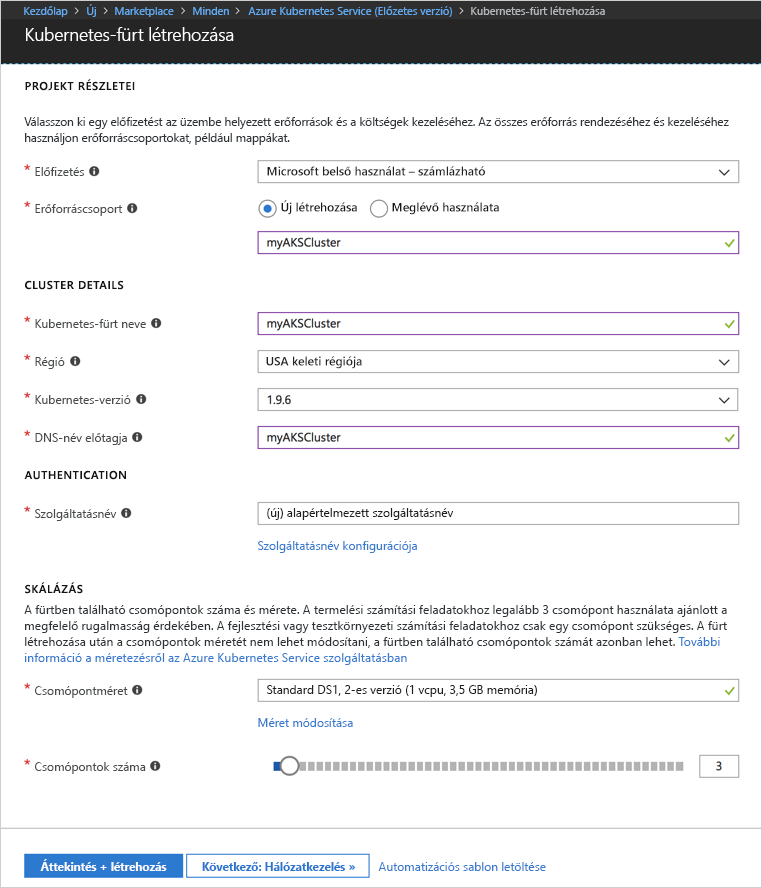 Kezdőlap > Új > Marketplace > Minden > Azure Kubernetes Service (Előzetes verzió) > Kubernetes-fürt létrehozása
Kubernetes-fürt létrehozása
PROJEKT RÉSZLETEI
Válasszon ki egy előfizetést az üzembe helyezett erőforrások és a költségek kezeléséhez. Az összes erőforrás rendezéséhez és kezeléséhez
használjon erőforráscsoportokat, például mappákat.
* Előfizetés
Microsoft belső használat – számlázható
* Erőforráscsoport
Új létrehozása Meglévő használata
myAKSCluster
CLUSTER DETAILS
* Kubernetes-fürt neve
myAKSCluster
* Régió
USA keleti régiója
* Kubernetes-verzió
1.9.6
* DNS-név előtagja
myAKSCluster
AUTHENTICATION
* Szolgáltatásnév
(új) alapértelmezett szolgáltatásnév
Szolgáltatásnév konfigurációja
SKÁLÁZÁS
A fürtben található csomópontok száma és mérete. A termelési számítási feladatokhoz legalább 3 csomópont használata ajánlott a
megfelelő rugalmasság érdekében. A fejlesztési vagy tesztkörnyezeti számítási feladatokhoz csak egy csomópont szükséges. A fürt
létrehozása után a csomópontok méretét nem lehet módosítani, a fürtben található csomópontok számát azonban lehet. További
információ a méretezésről az Azure Kubernetes Service szolgáltatásban
* Csomópontméret
Standard DS1, 2-es verzió (1 vcpu, 3,5 GB memória)
Méret módosítása
* Csomópontok száma
3
Áttekintés + létrehozás
Következő: Hálózatkezelés »
Automatizációs sablon letöltése